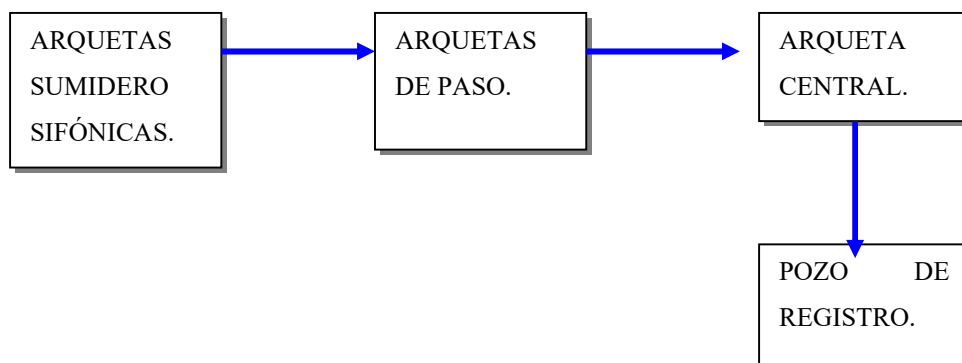 ARQUETAS
SUMIDERO
SIFÓNICAS.
ARQUETAS
DE PASO.
ARQUETA
CENTRAL.
POZO DE
REGISTRO.